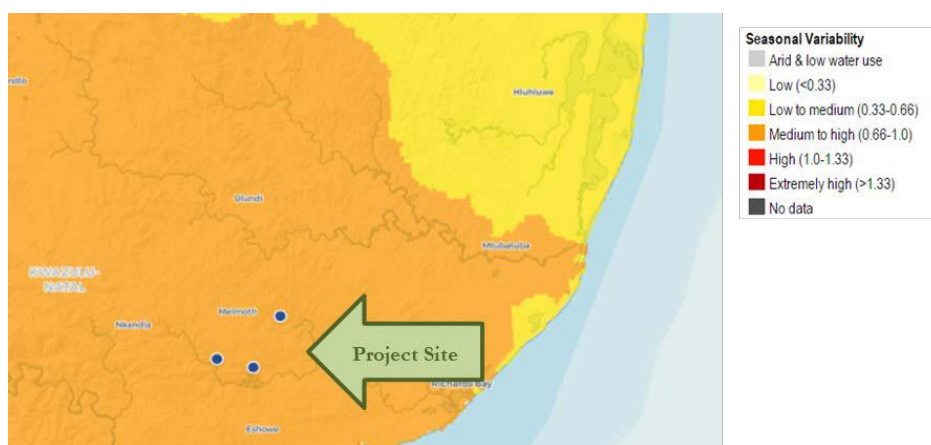 Hluhluwe
Ulundi
Mtubatuba
KWAZULU-
NATAL
Melmoth
Nkandla
Project Site
Richards Bay
Eshowe
Seasonal Variability
Arid & low water use
Low (<0.33)
Low to medium (0.33-0.66)
Medium to high (0.66-1.0)
High (1.0-1.33)
Extremely high (>1.33)
No data